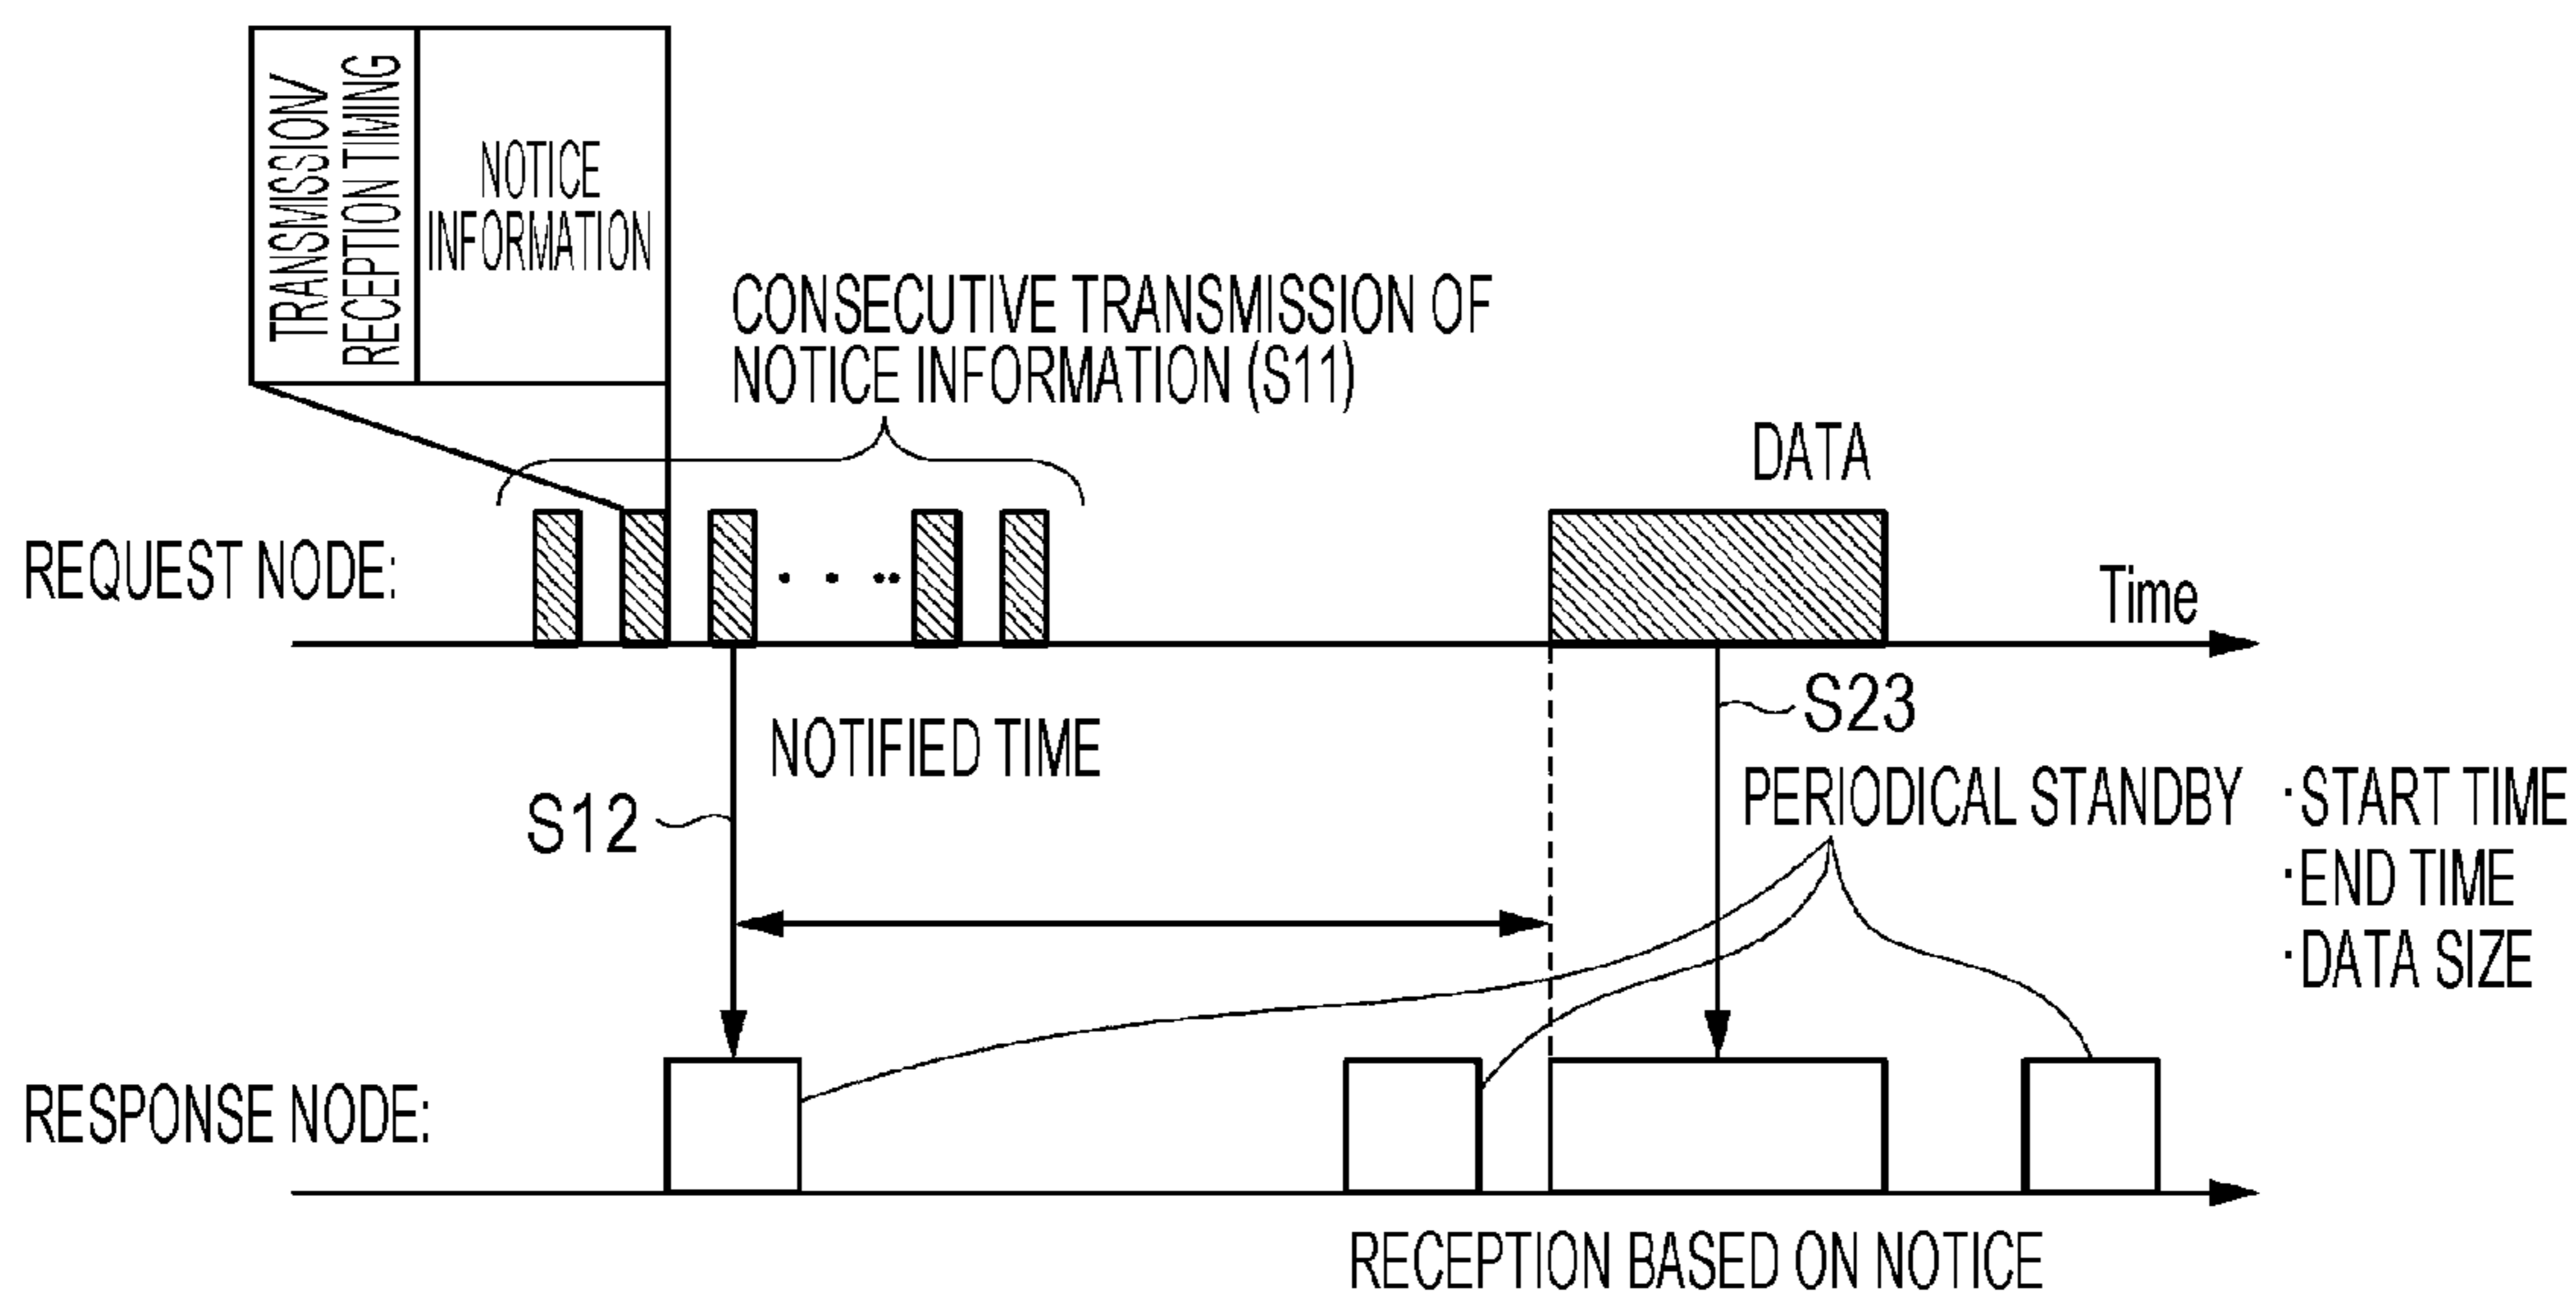 TRANSMISSION/
RECEPTION TIMING
NOTICE
INFORMATION
CONSECUTIVE TRANSMISSION OF
NOTICE INFORMATION (S11)
DATA
REQUEST NODE:
Time
S23
NOTIFIED TIME
S12
PERIODICAL STANDBY
·START TIME
·END TIME
·DATA SIZE
RESPONSE NODE:
RECEPTION BASED ON NOTICE